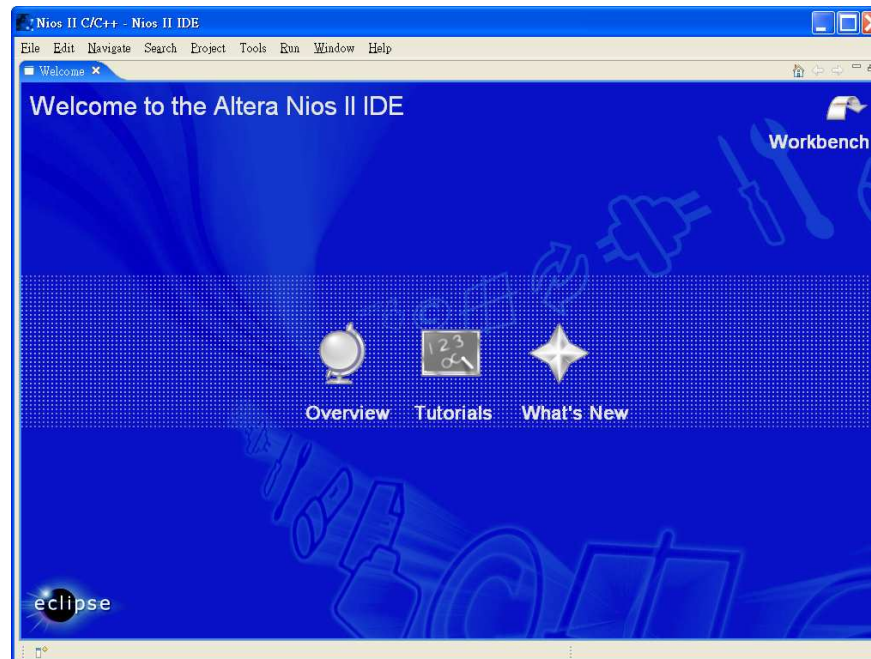 Nios II C/C++ - Nios II IDE
File Edit Navigate Search Project Tools Run Window Help
Welcome
Welcome to the Altera Nios II IDE
Workbench
123
Overview Tutorials What's New
eclipse